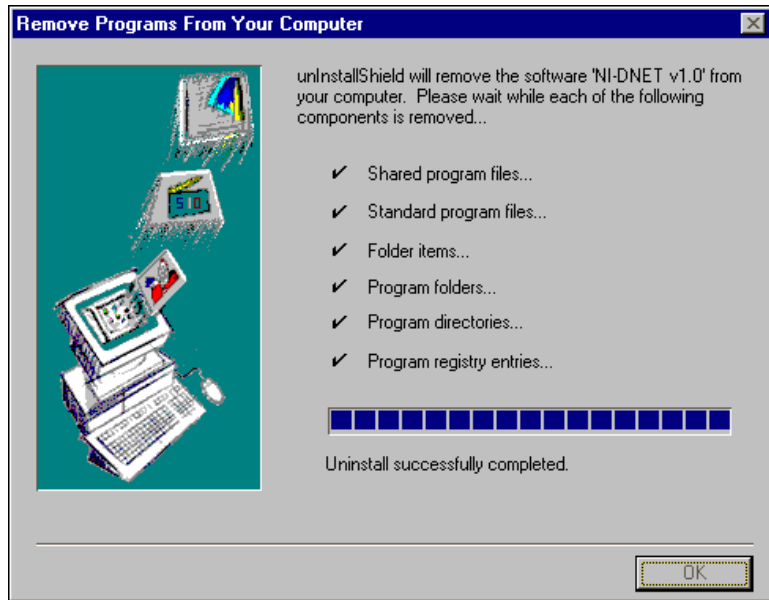 Remove Programs From Your Computer
unInstallShield will remove the software 'NI-DNET v1.0' from
your computer.  Please wait while each of the following
components is removed...
✔ Shared program files...
✔ Standard program files...
✔ Folder items...
✔ Program folders...
✔ Program directories...
✔ Program registry entries...
Uninstall successfully completed.
OK